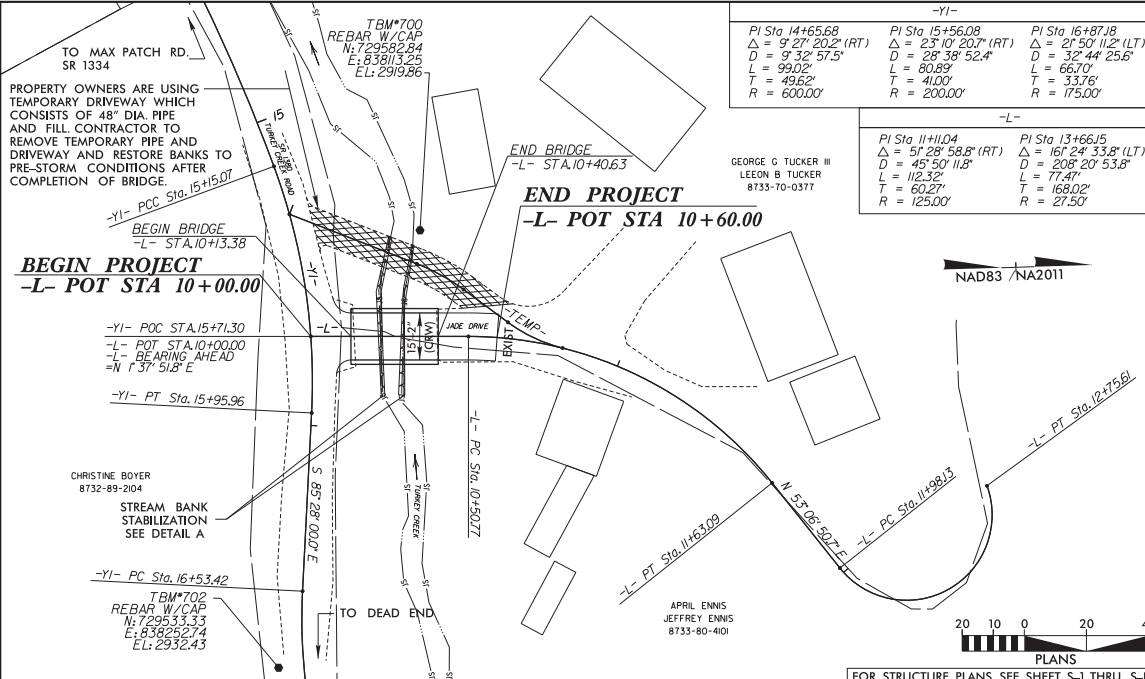 TO MAX PATCH RD.
SR 1334
PROPERTY OWNERS ARE USING
TEMPORARY DRIVEWAY WHICH
CONSISTS OF 48" DIA. PIPE
AND FILL. CONTRACTOR TO
REMOVE TEMPORARY PIPE AND
DRIVEWAY AND RESTORE BANKS TO
PRE-STORM CONDITIONS AFTER
COMPLETION OF BRIDGE.
-Y1- PCC Sta. 15+15.07
BEGIN BRIDGE
-L- STA.10+13.38
BEGIN PROJECT
-L- POT STA 10+00.00
-Y1- POC STA.15+71.30
-L- POT STA.10+00.00
-L- BEARING AHEAD
=N 1° 37' 51.8" E
-Y1- PT Sta. 15+95.96
CHRISTINE BOYER
8732-89-2104
STREAM BANK
STABILIZATION
SEE DETAIL A
-Y1- PC Sta. 16+53.42
TBM#702
REBAR W/CAP
N: 729533.33
E: 838252.74
EL: 2932.43
15
SR 1380
TURKEY CREEK ROAD
-Y1-
-L-
S 85° 28' 00.0" E
TO DEAD END
TBM#700
REBAR W/CAP
N: 729582.84
E: 838113.25
EL: 2919.86
END BRIDGE
-L- STA.10+40.63
END PROJECT
-L- POT STA 10+60.00
15'-2"
(CRW)
JADE DRIVE
EXIST
-TEMP-
TURKEY CREEK
-L- PC Sta. 10+50.77
GEORGE G TUCKER III
LEEON B TUCKER
8733-70-0377
-L- PT Sta. 11+63.09
N 53° 06' 50.7" E
-L- PC Sta. 11+98.13
-L- PT Sta. 12+75.61
APRIL ENNIS
JEFFREY ENNIS
8733-80-4101
-Y1-
PI Sta 14+65.68 PI Sta 15+56.08 PI Sta 16+87.18
Δ = 9° 27' 20.2" (RT) Δ = 23° 10' 20.7" (RT) Δ = 21° 50' 11.2" (LT)
D = 9° 32' 57.5" D = 28° 38' 52.4" D = 32° 44' 25.6"
L = 99.02' L = 80.89' L = 66.70'
T = 49.62' T = 41.00' T = 33.76'
R = 600.00' R = 200.00' R = 175.00'
-L-
PI Sta 11+11.04 PI Sta 13+66.15
Δ = 51° 28' 58.8" (RT) Δ = 161° 24' 33.8" (LT)
D = 45° 50' 11.8" D = 208° 20' 53.8"
L = 112.32' L = 77.47'
T = 60.27' T = 168.02'
R = 125.00' R = 27.50'
NAD83 /NA2011
20 10 0 20
PLANS
FOR STRUCTURE PLANS, SEE SHEET S-1 THRU